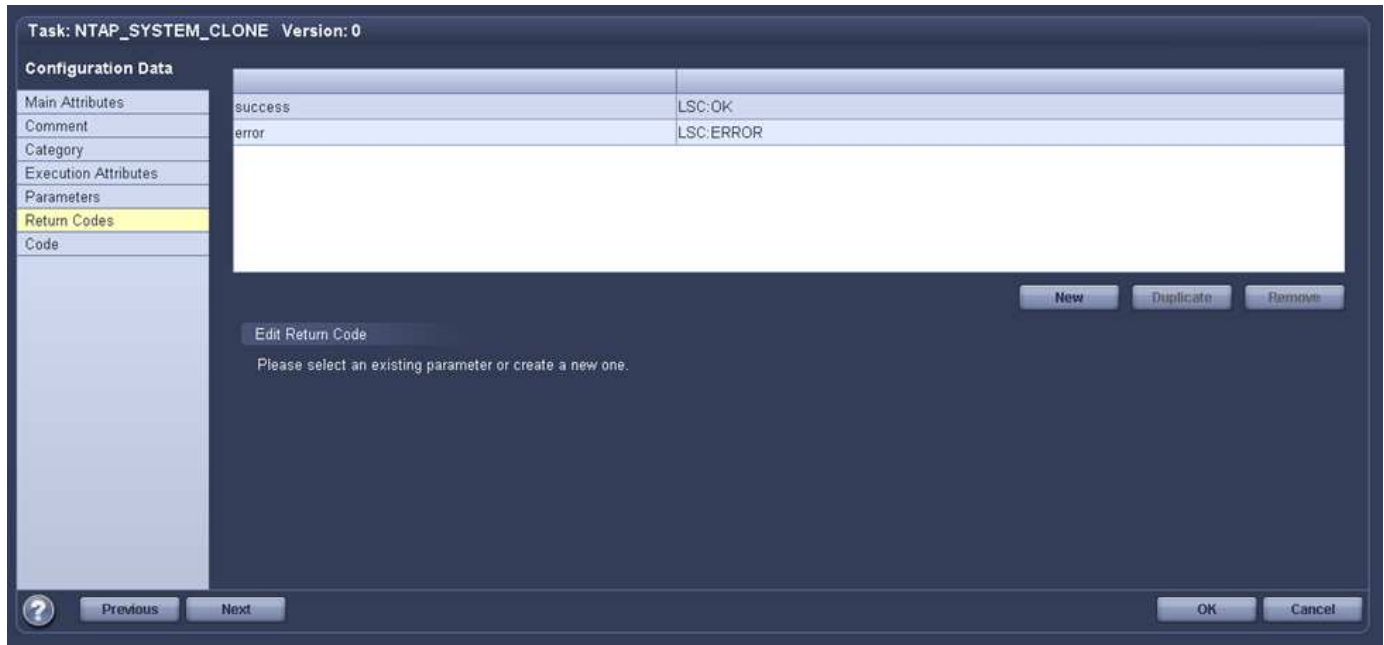 Task: NTAP_SYSTEM_CLONE Version: 0
Configuration Data
Main Attributes
Comment
Category
Execution Attributes
Parameters
Return Codes
Code
success LSC:OK
error LSC:ERROR
New Duplicate Remove
Edit Return Code
Please select an existing parameter or create a new one.
? Previous Next OK Cancel